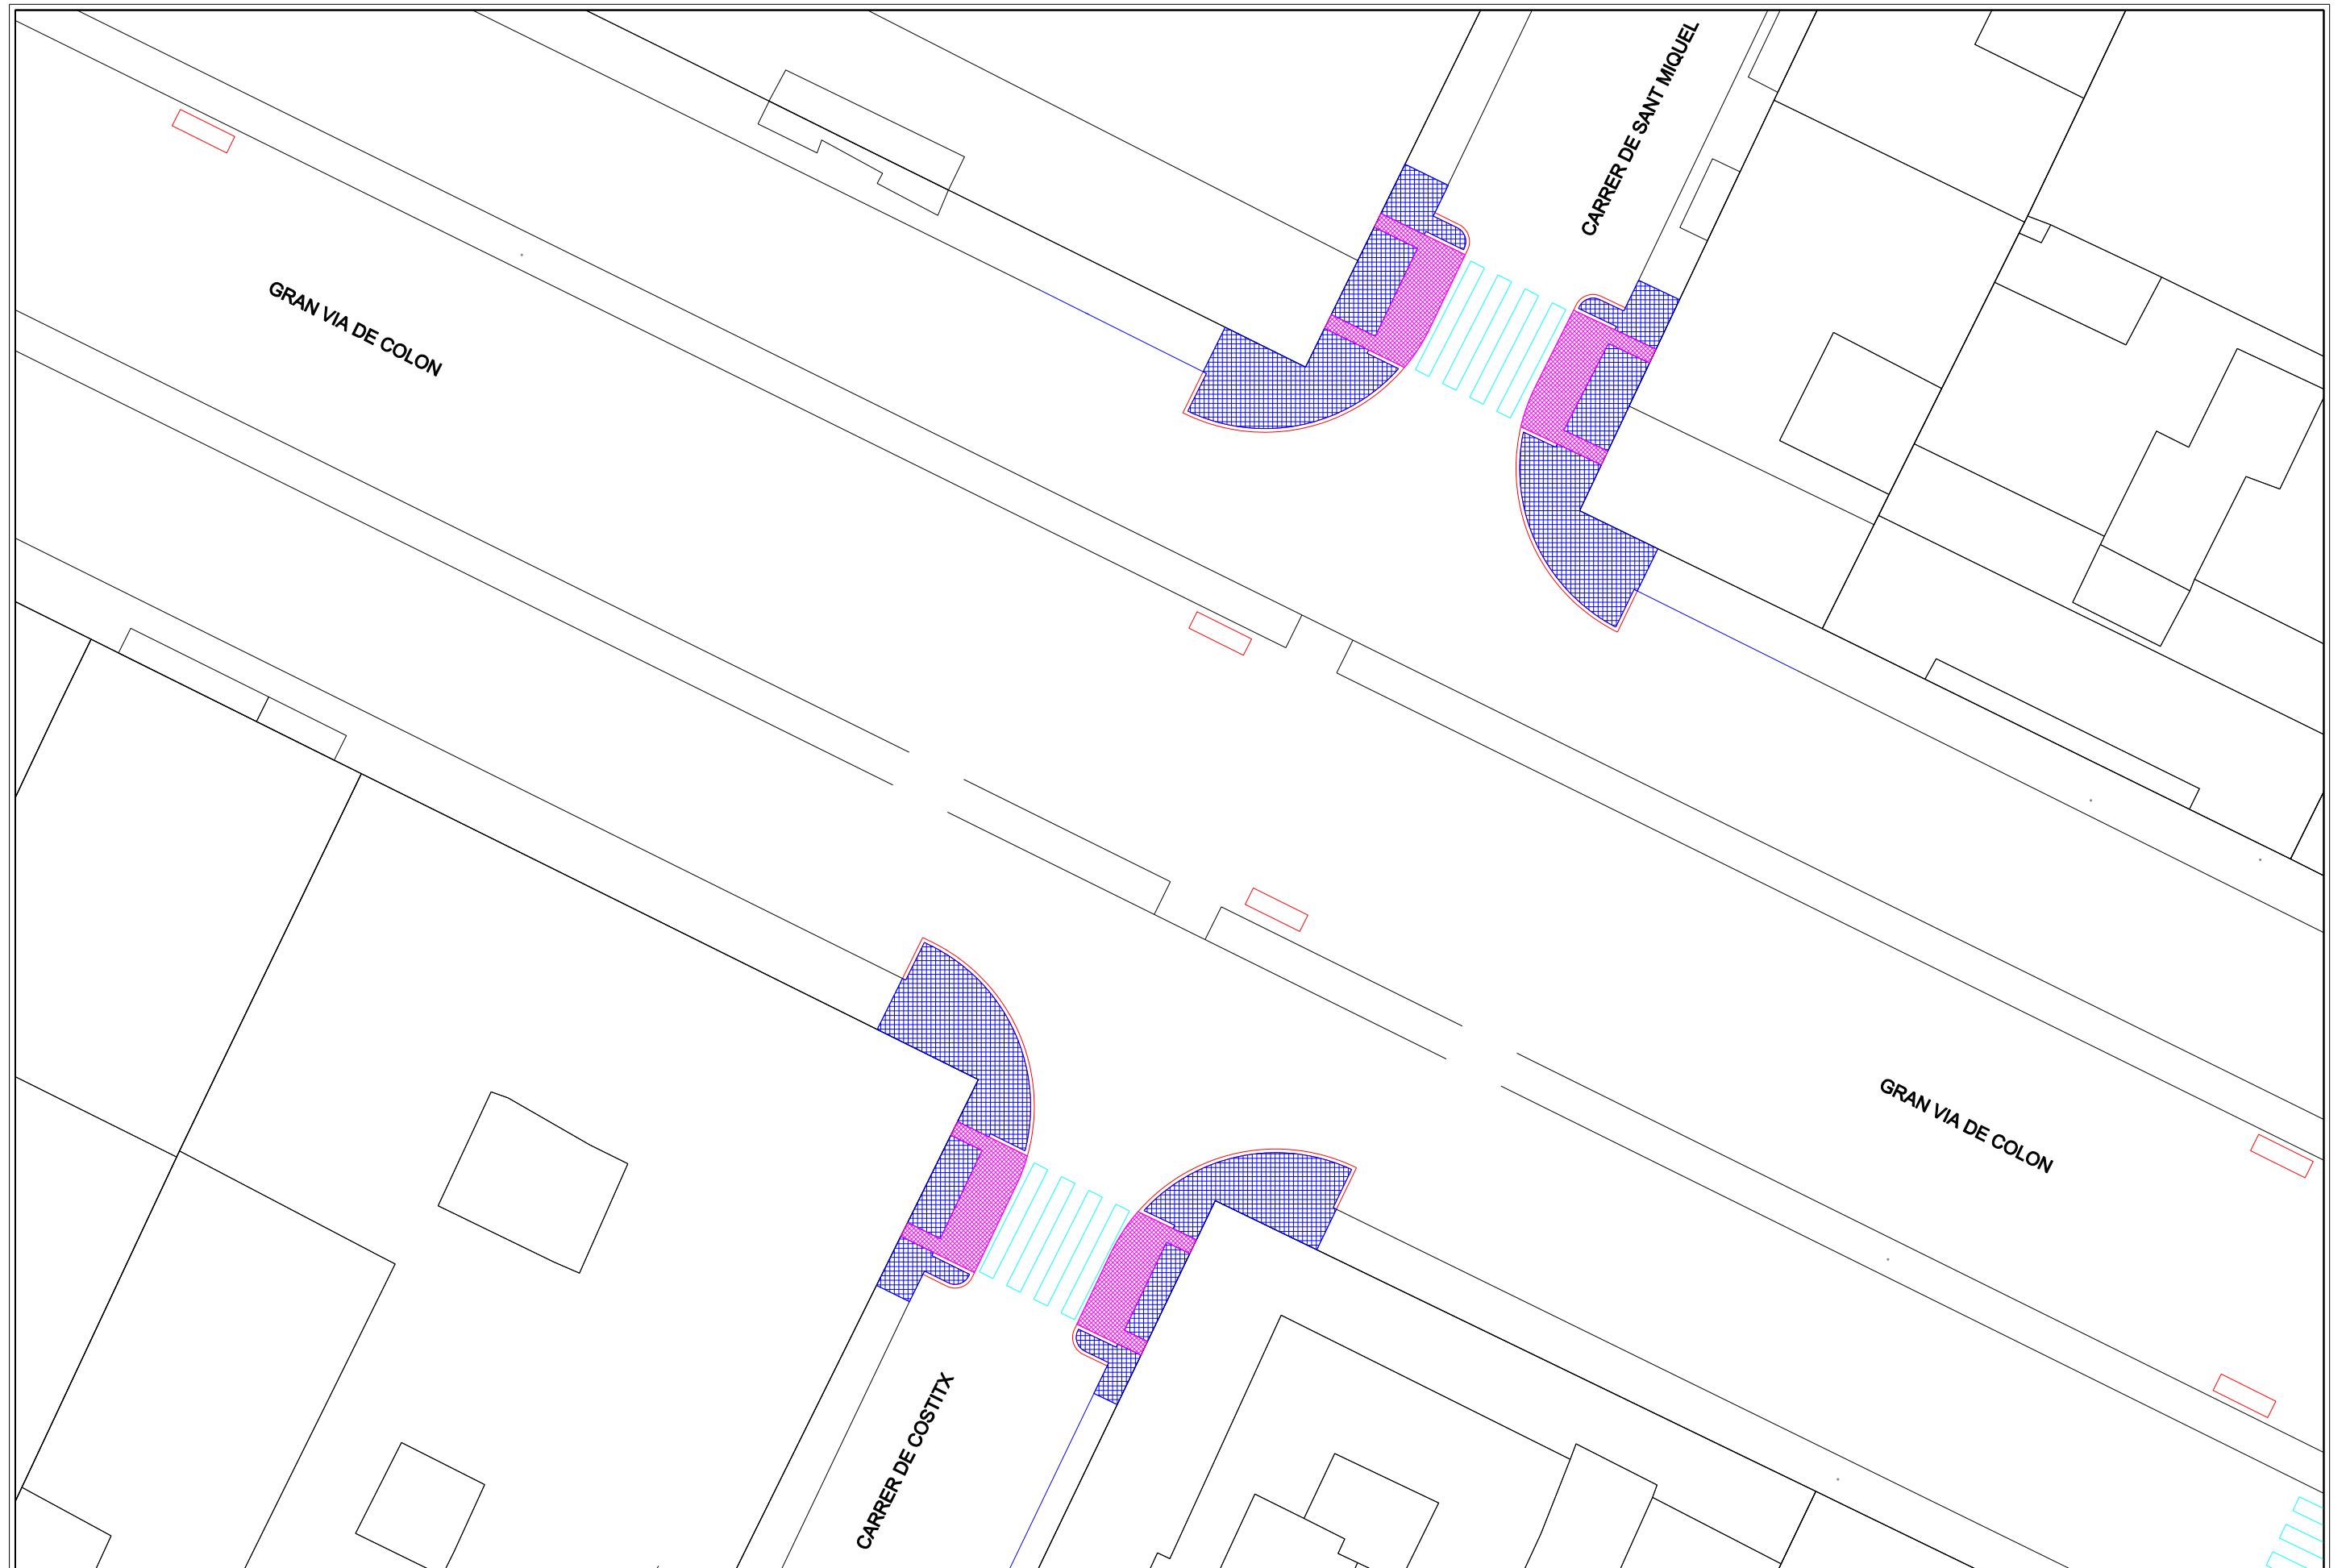 CARRER DE SANT MIQUEL
GRAN VIA DE COLON
GRAN VIA DE COLON
CARRER DE COSTITX